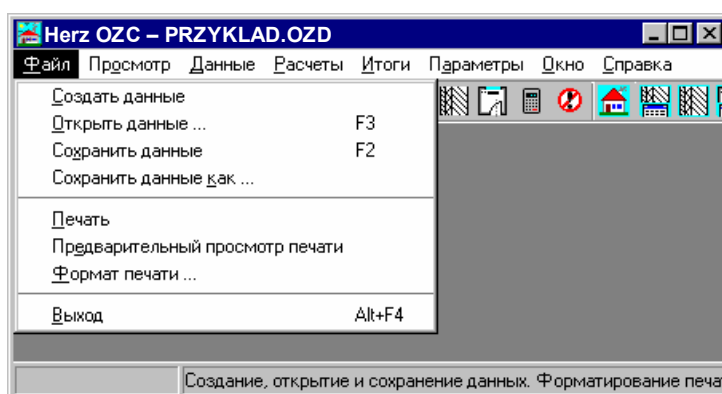 Herz OZC – PRZYKLAD.OZD
Файл Просмотр Данные Расчеты Итоги Параметры Окно Справка
Создать данные
Открыть данные ... F3
Сохранить данные F2
Сохранить данные как ...
Печать
Предварительный просмотр печати
Формат печати ...
Выход Alt+F4
Создание, открытие и сохранение данных. Форматирование печа